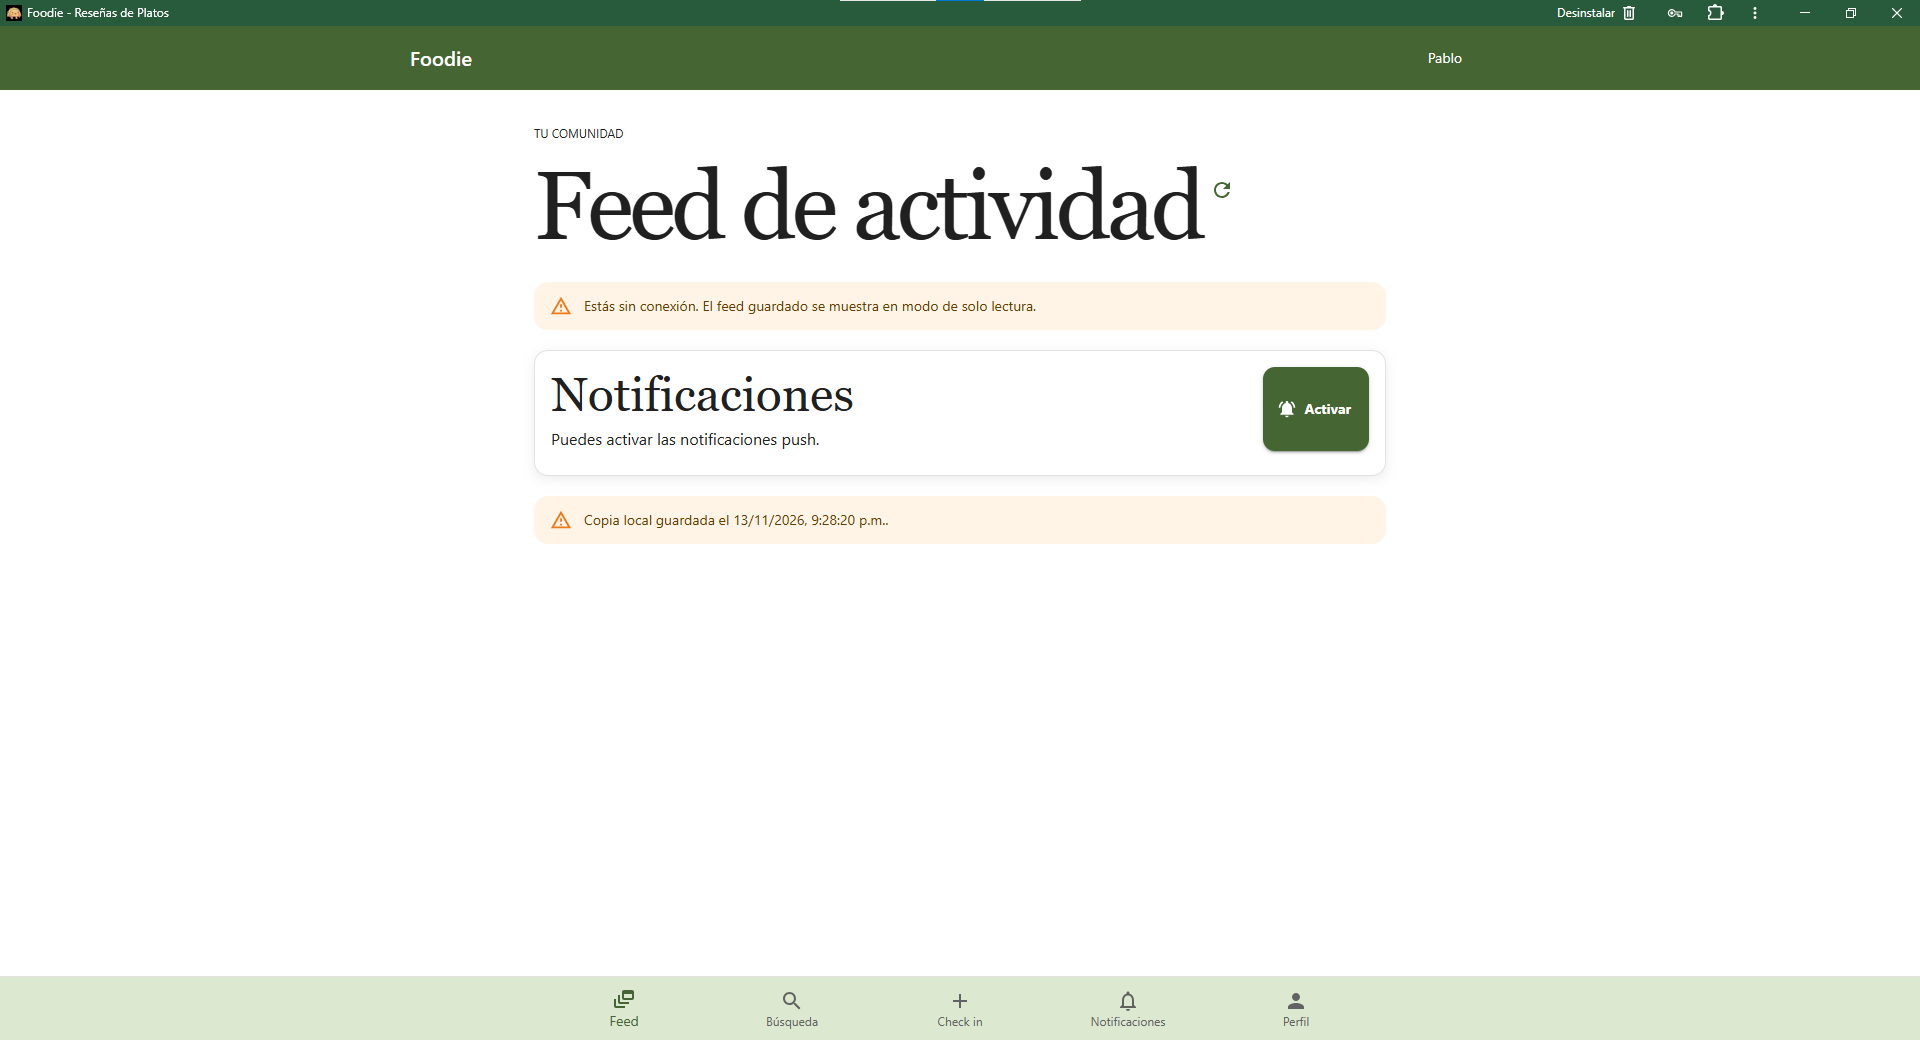 Foodie - Reseñas de Platos
Desinstalar
Foodie
Pablo
TU COMUNIDAD
Feed de actividad
Estás sin conexión. El feed guardado se muestra en modo de solo lectura.
Notificaciones
Puedes activar las notificaciones push.
Activar
Copia local guardada el 13/11/2026, 9:28:20 p.m..
Feed
Búsqueda
Check in
Notificaciones
Perfil